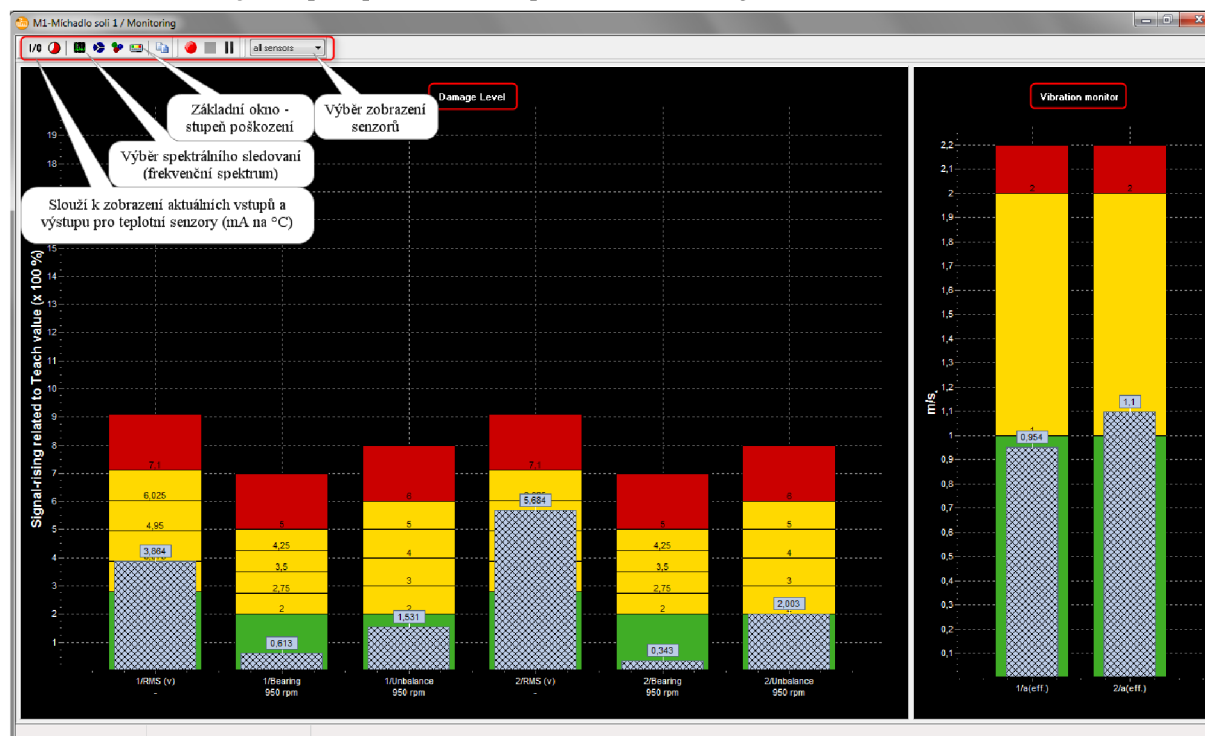 M1-Míchadlo soli 1 / Monitoring
I/O
all sensors
Základní okno -
stupeň poškození
Výběr zobrazení
senzorů
Výběr spektrálního sledovaní
(frekvenční spektrum)
Slouží k zobrazení aktuálních vstupů a
výstupu pro teplotní senzory (mA na °C)
Damage Level
Signal-rising related to Teach value (x 100 %)
19
18
15
14
13
12
11
10
9
8
7
6
5
4
3
2
1
7,1
6,025
4,95
3,864
5
4,25
3,5
2,75
2
0,613
6
5
4
3
2
1,531
7,1
5,684
5
4,25
3,5
2,75
2
0,343
6
5
4
3
2,003
1/RMS (v)
-
1/Bearing
950 rpm
1/Unbalance
950 rpm
2/RMS (v)
-
2/Bearing
950 rpm
2/Unbalance
950 rpm
Vibration monitor
m/s,
2,2
2,1
2
1,9
1,8
1,7
1,6
1,5
1,4
1,3
1,2
1,1
1
0,9
0,8
0,7
0,6
0,5
0,4
0,3
0,2
0,1
2
1
0,954
2
1,1
1/a(eff.)
2/a(eff.)